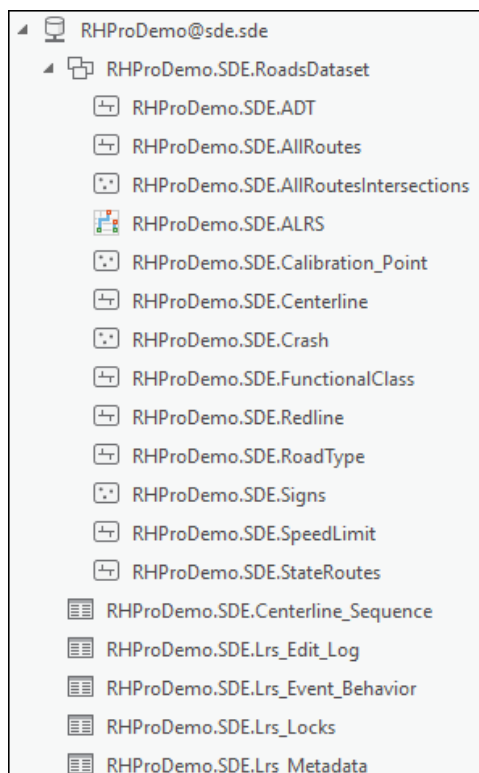 RHProDemo@sde.sde
RHProDemo.SDE.RoadsDataset
RHProDemo.SDE.ADT
RHProDemo.SDE.AllRoutes
RHProDemo.SDE.AllRoutesIntersections
RHProDemo.SDE.ALRS
RHProDemo.SDE.Calibration_Point
RHProDemo.SDE.Centerline
RHProDemo.SDE.Crash
RHProDemo.SDE.FunctionalClass
RHProDemo.SDE.Redline
RHProDemo.SDE.RoadType
RHProDemo.SDE.Signs
RHProDemo.SDE.SpeedLimit
RHProDemo.SDE.StateRoutes
RHProDemo.SDE.Centerline_Sequence
RHProDemo.SDE.Lrs_Edit_Log
RHProDemo.SDE.Lrs_Event_Behavior
RHProDemo.SDE.Lrs_Locks
RHProDemo.SDE.Lrs_Metadata